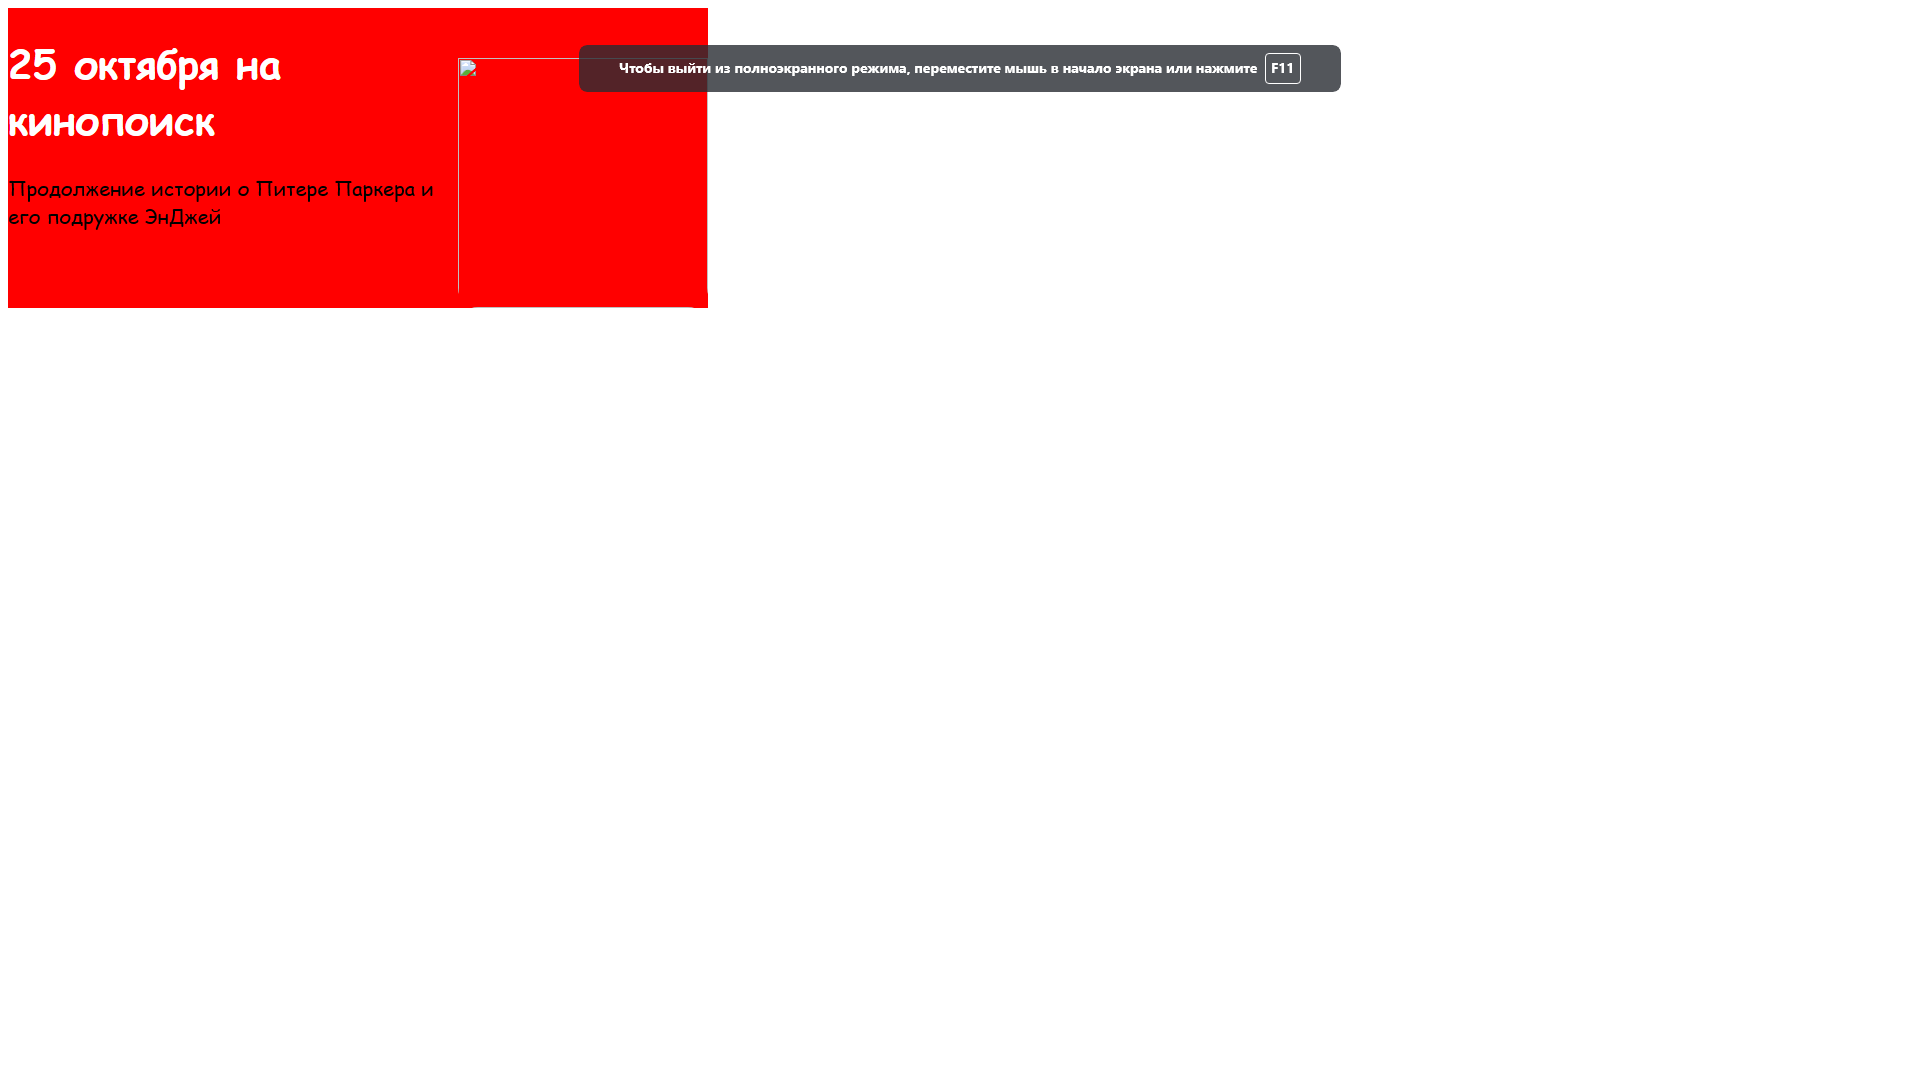 25 октября на
кинопоиск
Продолжение истории о Питере Паркера и
его подружке ЭнДжей
Чтобы выйти из полноэкранного режима, переместите мышь в начало экрана или нажмите F11